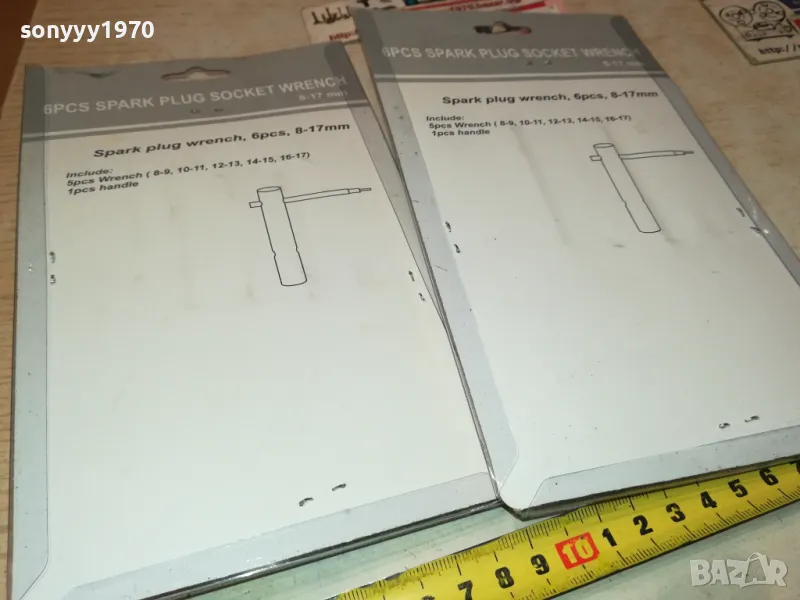 sonyyy1970
6PCS SPARK PLUG SOCKET WRENCH
8-17 mm
Spark plug wrench, 6pcs, 8-17mm
Include:
5pcs Wrench ( 8-9, 10-11, 12-13, 14-15, 16-17)
1pcs handle
6PCS SPARK PLUG SOCKET WRENCH
8-17 mm
Spark plug wrench, 6pcs, 8-17mm
Include:
5pcs Wrench ( 8-9, 10-11, 12-13, 14-15, 16-17)
1pcs handle
7 8 9 10 1 2 3 4 5 6
BAZAR